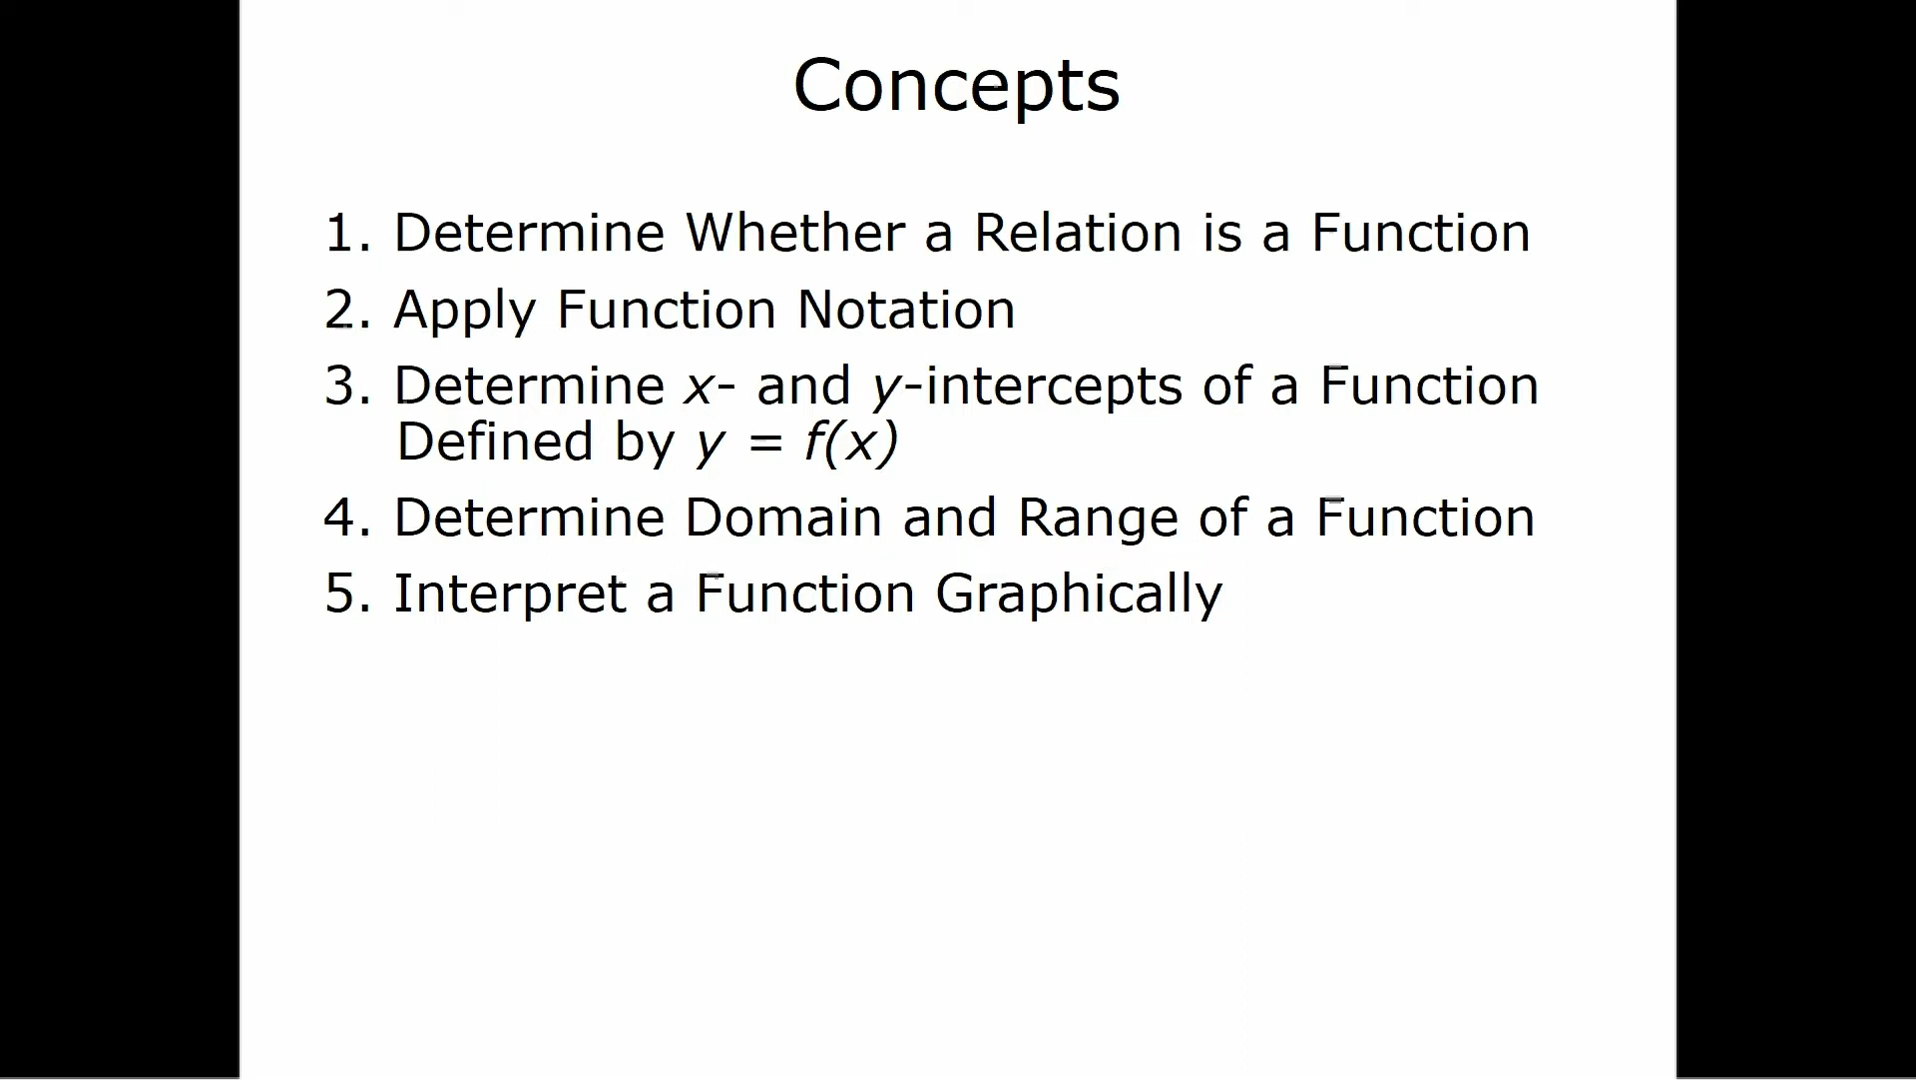 Concepts
1. Determine Whether a Relation is a Function
2. Apply Function Notation
3. Determine x- and y-intercepts of a Function
Defined by y = f(x)
4. Determine Domain and Range of a Function
5. Interpret a Function Graphically